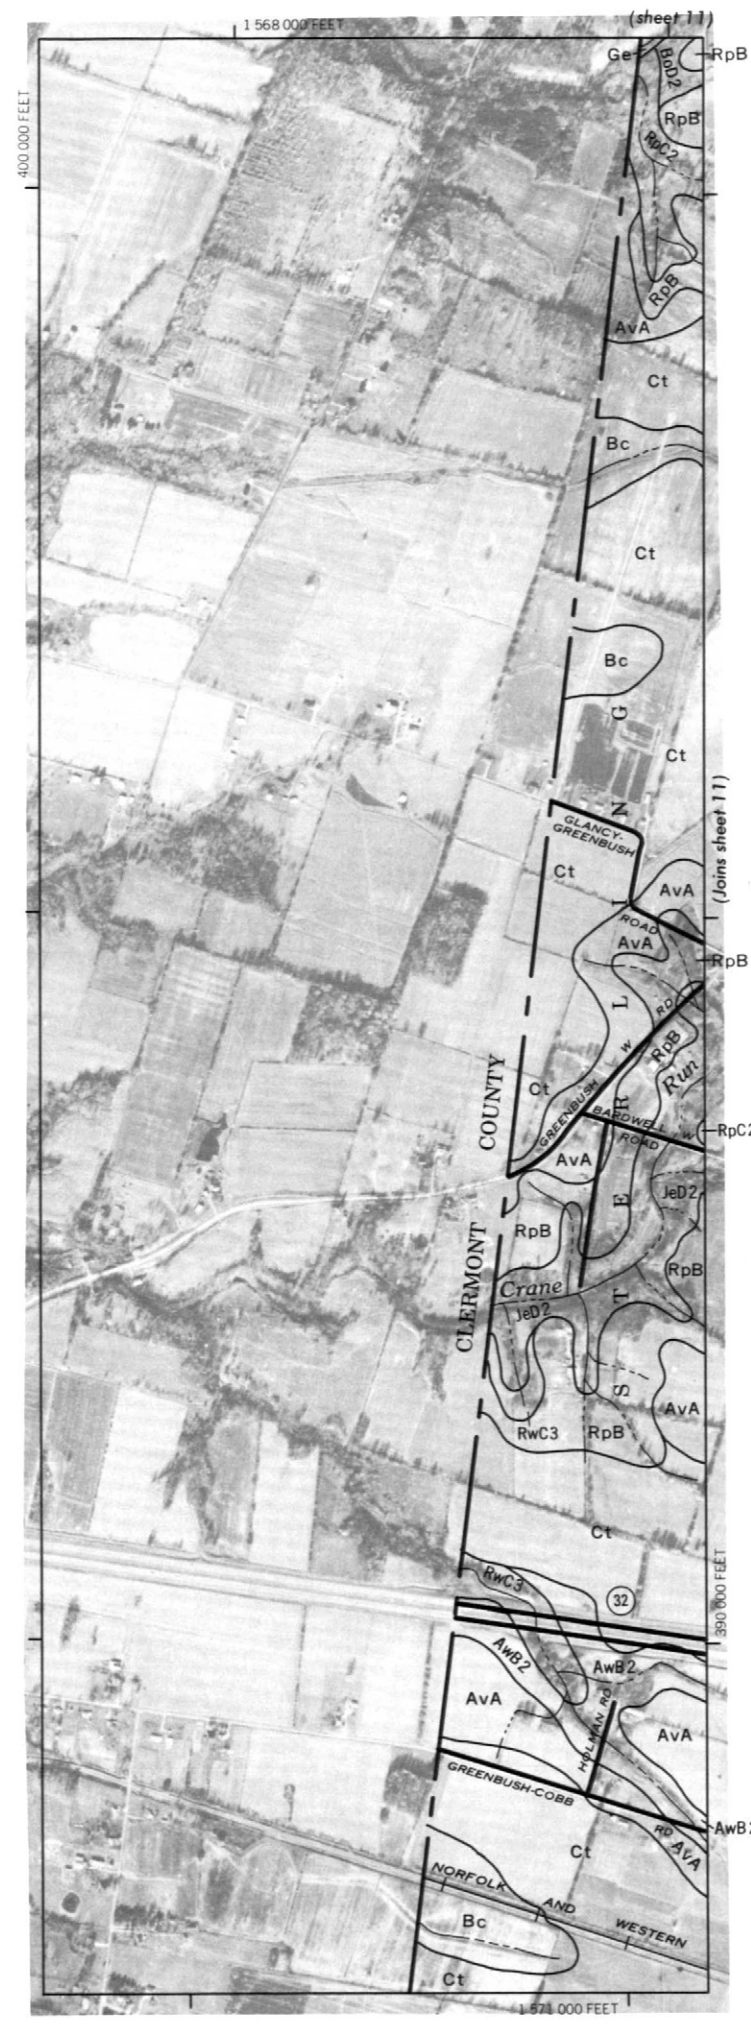 (sheet 11)
1 568 000 FEET
Ge
BoD2
RpB
400 000 FEET
RpB
RpC2
RpB
AvA
Ct
Bc
Ct
Bc
STERLING
Ct
(Joins sheet 11)
GLANCY-
GREENBUSH
ROAD
Ct
AvA
AvA
RpB
GREENBUSH W RD
RpB
Run
Ct
COUNTY
BARDWELL W
ROAD
RpC2
AvA
JeD2
RpB
RpB
CLERMONT
Crane
JeD2
AvA
RwC3
RpB
Ct
390 000 FEET
RwC3
32
AwB2
AwB2
AvA
HOLMAN RD
AvA
GREENBUSH-COBB RD
AwB2
AvA
Ct
NORFOLK AND WESTERN
Bc
Ct
1 571 000 FEET